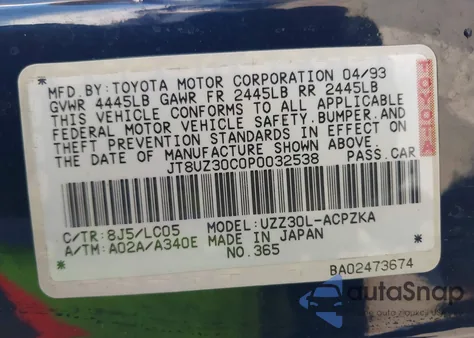 MFD.BY:TOYOTA MOTOR CORPORATION 04/93
GVWR 4445LB GAWR FR 2445LB RR 2445LB
THIS VEHICLE CONFORMS TO ALL APPLICABLE
FEDERAL MOTOR VEHICLE SAFETY.BUMPER.AND
THEFT PREVENTION STANDARDS IN EFFECT ON
THE DATE OF MANUFACTURE SHOWN ABOVE.
JT8UZ30C0P0032538 PASS.CAR
TOYOTA
C/TR:8J5/LC05 MODEL:UZZ30L-ACPZKA
A/TM:A02A/A340E MADE IN JAPAN
* NO.365 *
BA02473674
autoSnap